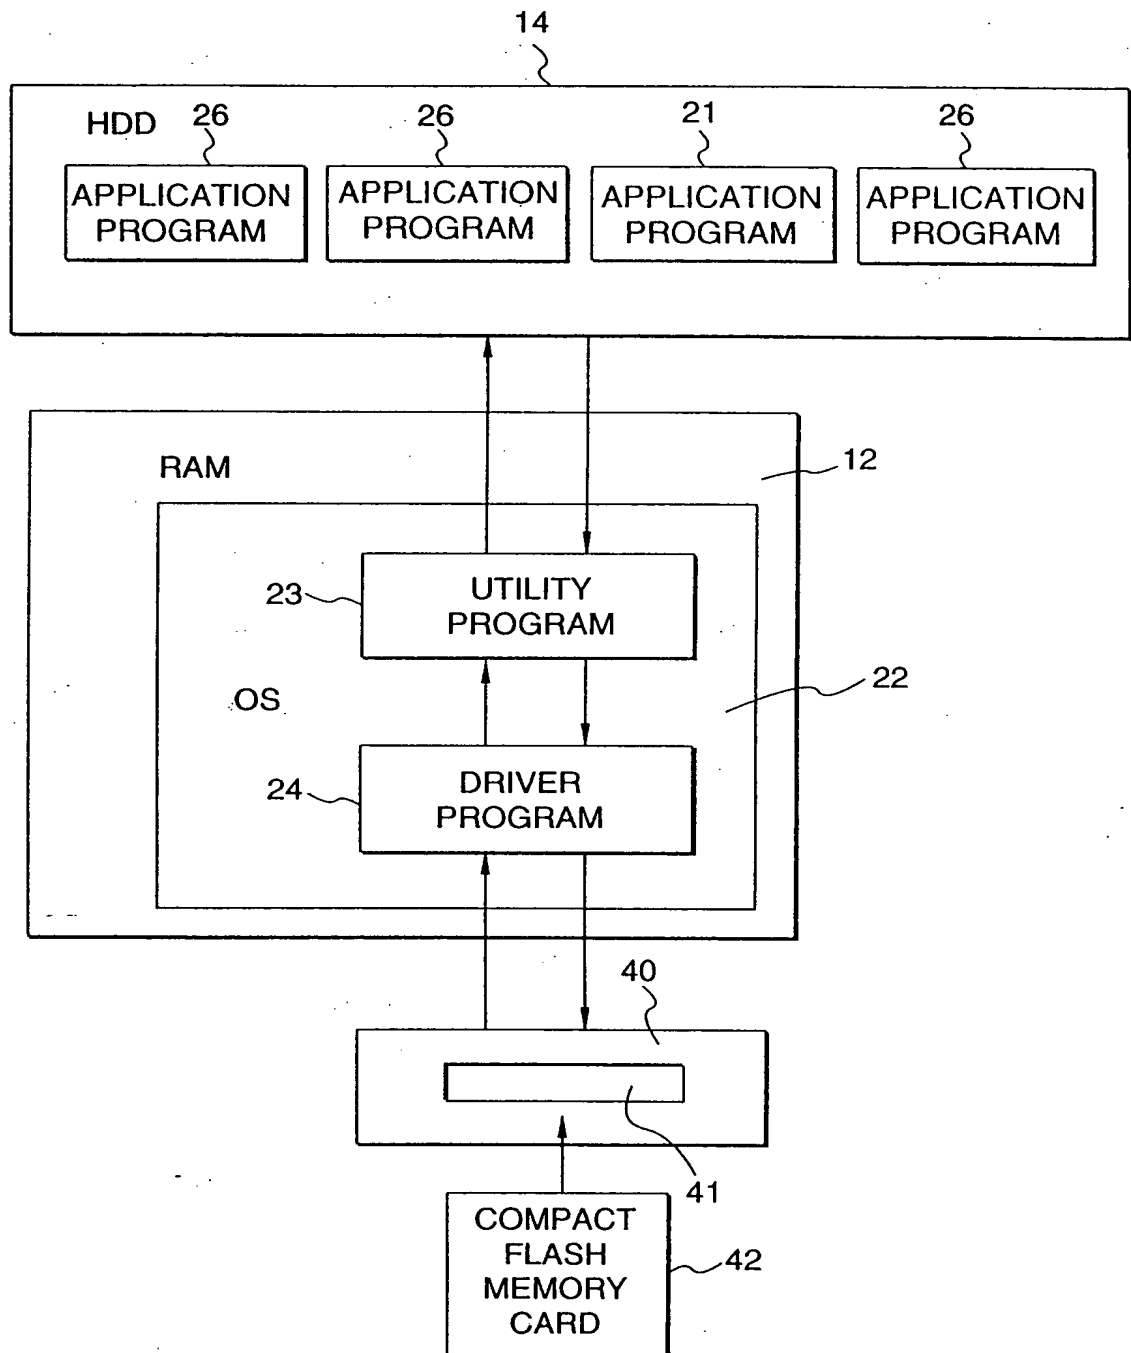 14
HDD
26
26
21
26
APPLICATION
PROGRAM
APPLICATION
PROGRAM
APPLICATION
PROGRAM
APPLICATION
PROGRAM
RAM
12
23
UTILITY
PROGRAM
OS
22
24
DRIVER
PROGRAM
40
41
COMPACT
FLASH
MEMORY
CARD
42